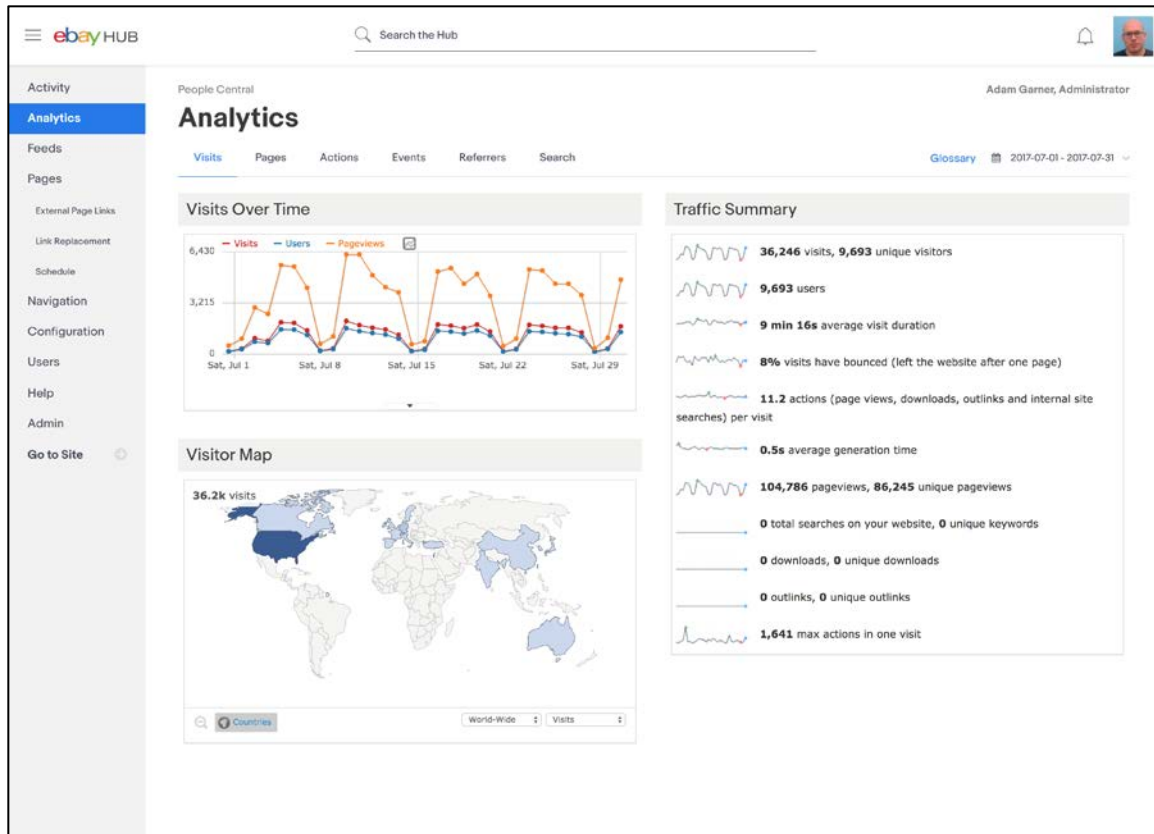 ebay HUB
Search the Hub
Activity
Analytics
Feeds
Pages
External Page Links
Link Replacement
Schedule
Navigation
Configuration
Users
Help
Admin
Go to Site
People Central
Adam Garner, Administrator
Analytics
Visits Pages Actions Events Referrers Search
Glossary 2017-07-01 - 2017-07-31
Visits Over Time
Visits Users Pageviews
6,430
3,215
0
Sat, Jul 1 Sat, Jul 8 Sat, Jul 15 Sat, Jul 22 Sat, Jul 29
Visitor Map
36.2k visits
Countries
World-Wide Visits
Traffic Summary
36,246 visits, 9,693 unique visitors
9,693 users
9 min 16s average visit duration
8% visits have bounced (left the website after one page)
11.2 actions (page views, downloads, outlinks and internal site
searches) per visit
0.5s average generation time
104,786 pageviews, 86,245 unique pageviews
0 total searches on your website, 0 unique keywords
0 downloads, 0 unique downloads
0 outlinks, 0 unique outlinks
1,641 max actions in one visit